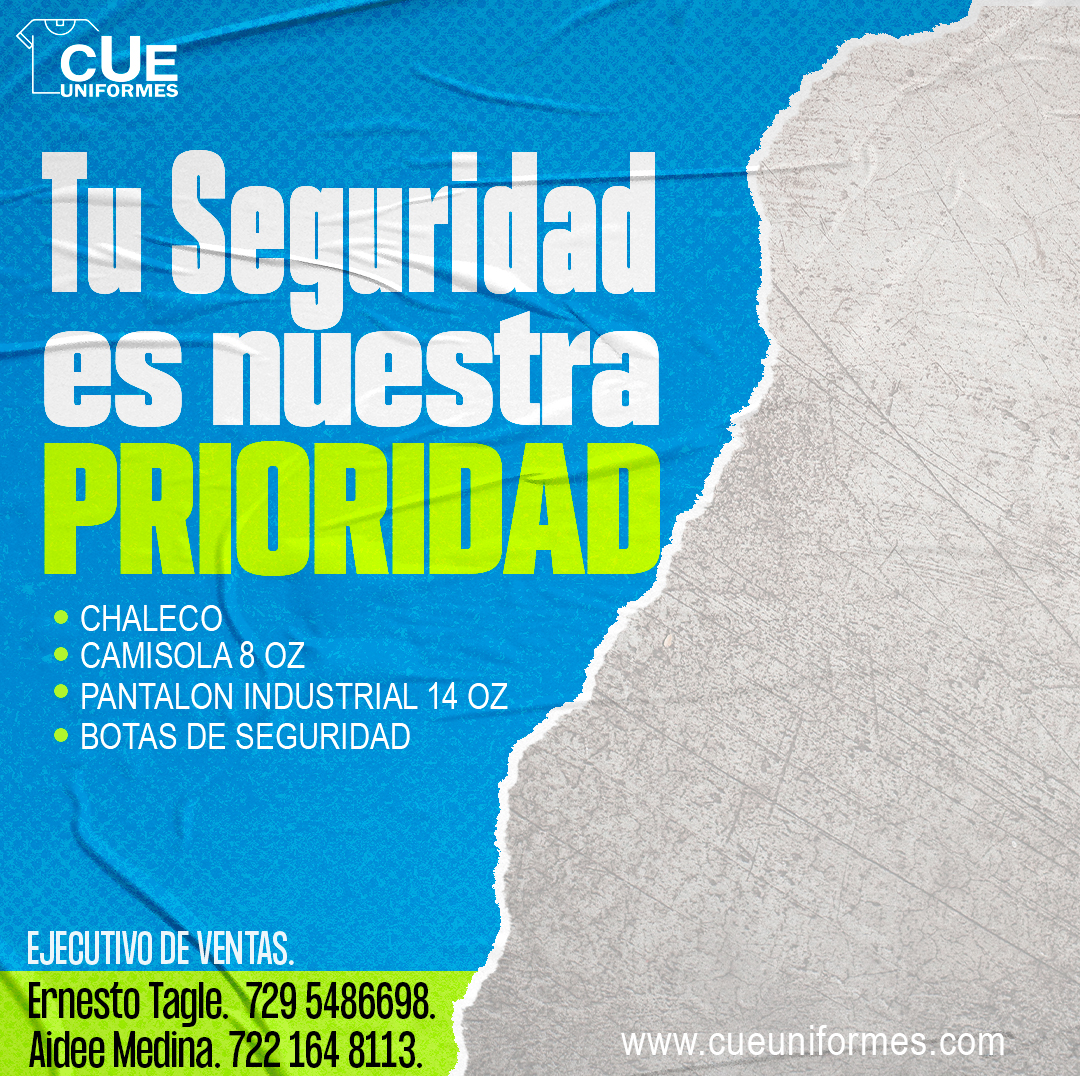 CUE
UNIFORMES
Tu Seguridad
es nuestra
PRIORIDAD
• CHALECO
• CAMISOLA 8 OZ
• PANTALON INDUSTRIAL 14 OZ
• BOTAS DE SEGURIDAD
EJECUTIVO DE VENTAS.
Ernesto Tagle. 729 5486698.
Aidee Medina. 722 164 8113.
www.cueuniformes.com